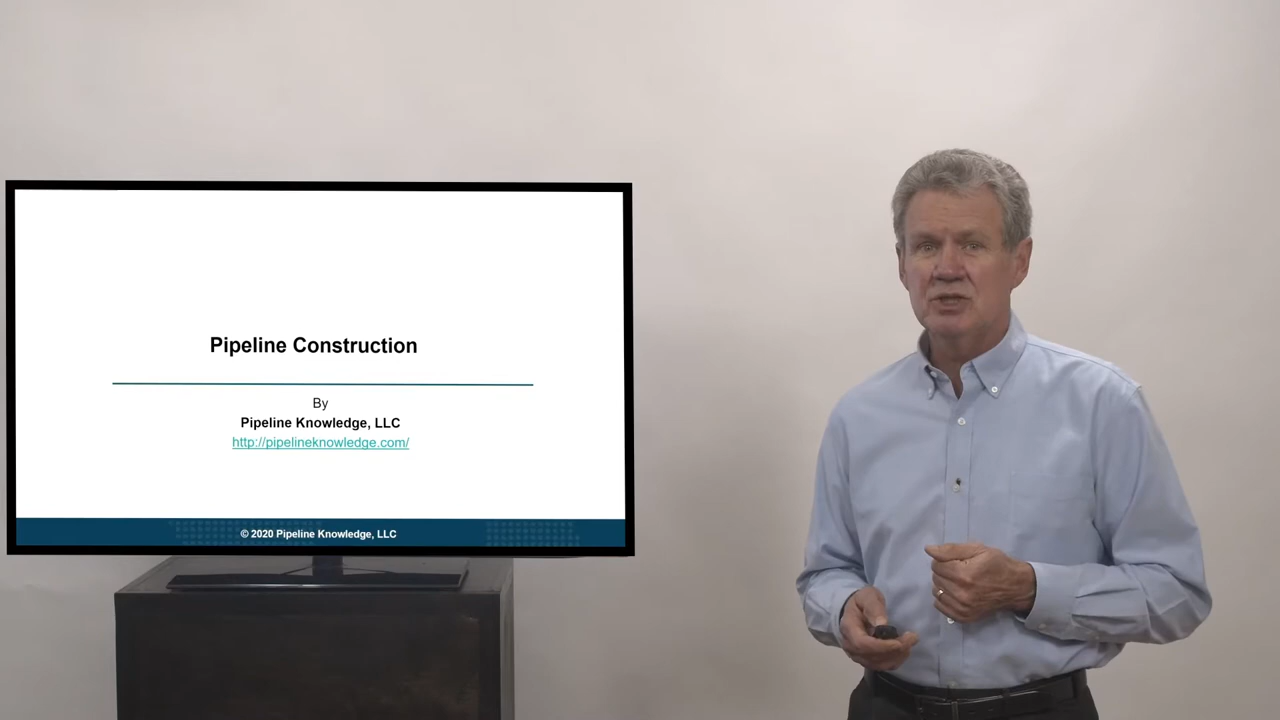 Pipeline Construction
By
Pipeline Knowledge, LLC
http://pipelineknowledge.com/
© 2020 Pipeline Knowledge, LLC